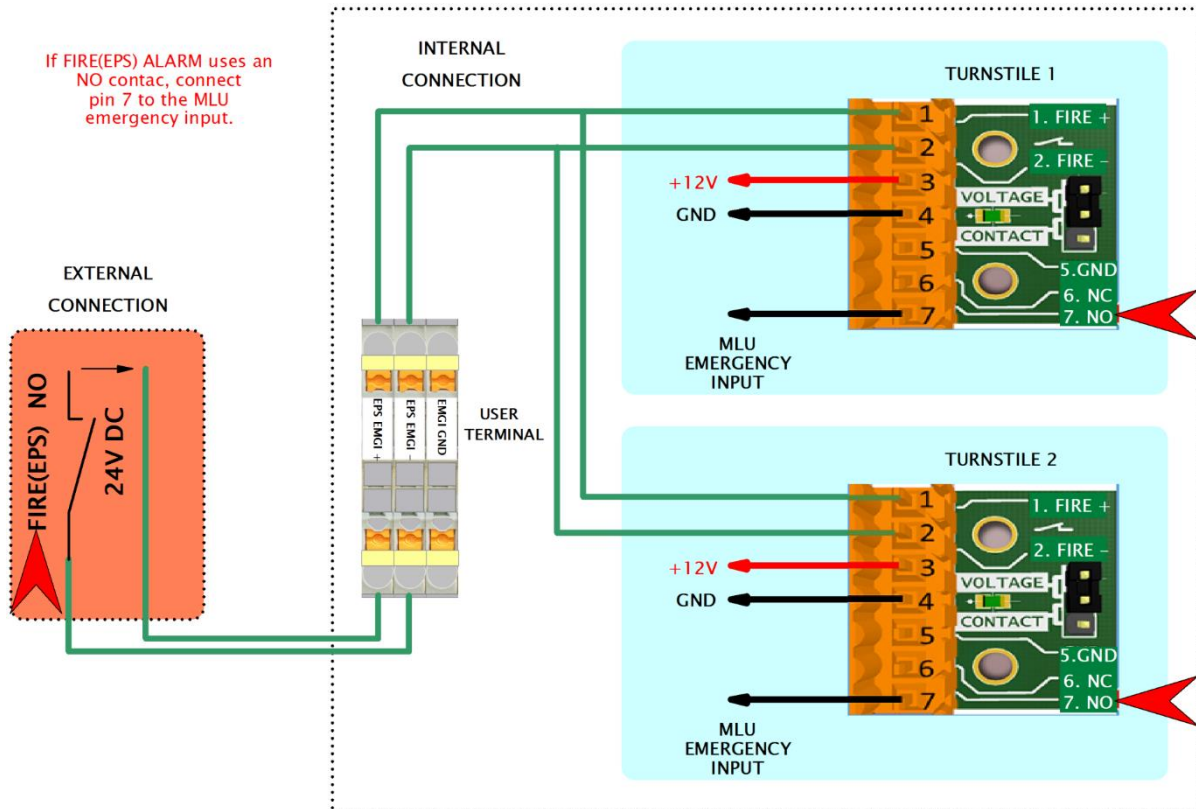 If FIRE(EPS) ALARM uses an
NO contac, connect
pin 7 to the MLU
emergency input.
INTERNAL
CONNECTION
TURNSTILE 1
1
2
3
4
5
6
7
1. FIRE +
2. FIRE -
VOLTAGE
CONTACT
5.GND
6. NC
7. NO
+12V
GND
MLU
EMERGENCY
INPUT
EXTERNAL
CONNECTION
FIRE(EPS) NO
24V DC
EPS EMGI +
EPS EMGI -
EMGI GND
USER
TERMINAL
TURNSTILE 2
1
2
3
4
5
6
7
1. FIRE +
2. FIRE -
VOLTAGE
CONTACT
5.GND
6. NC
7. NO
+12V
GND
MLU
EMERGENCY
INPUT